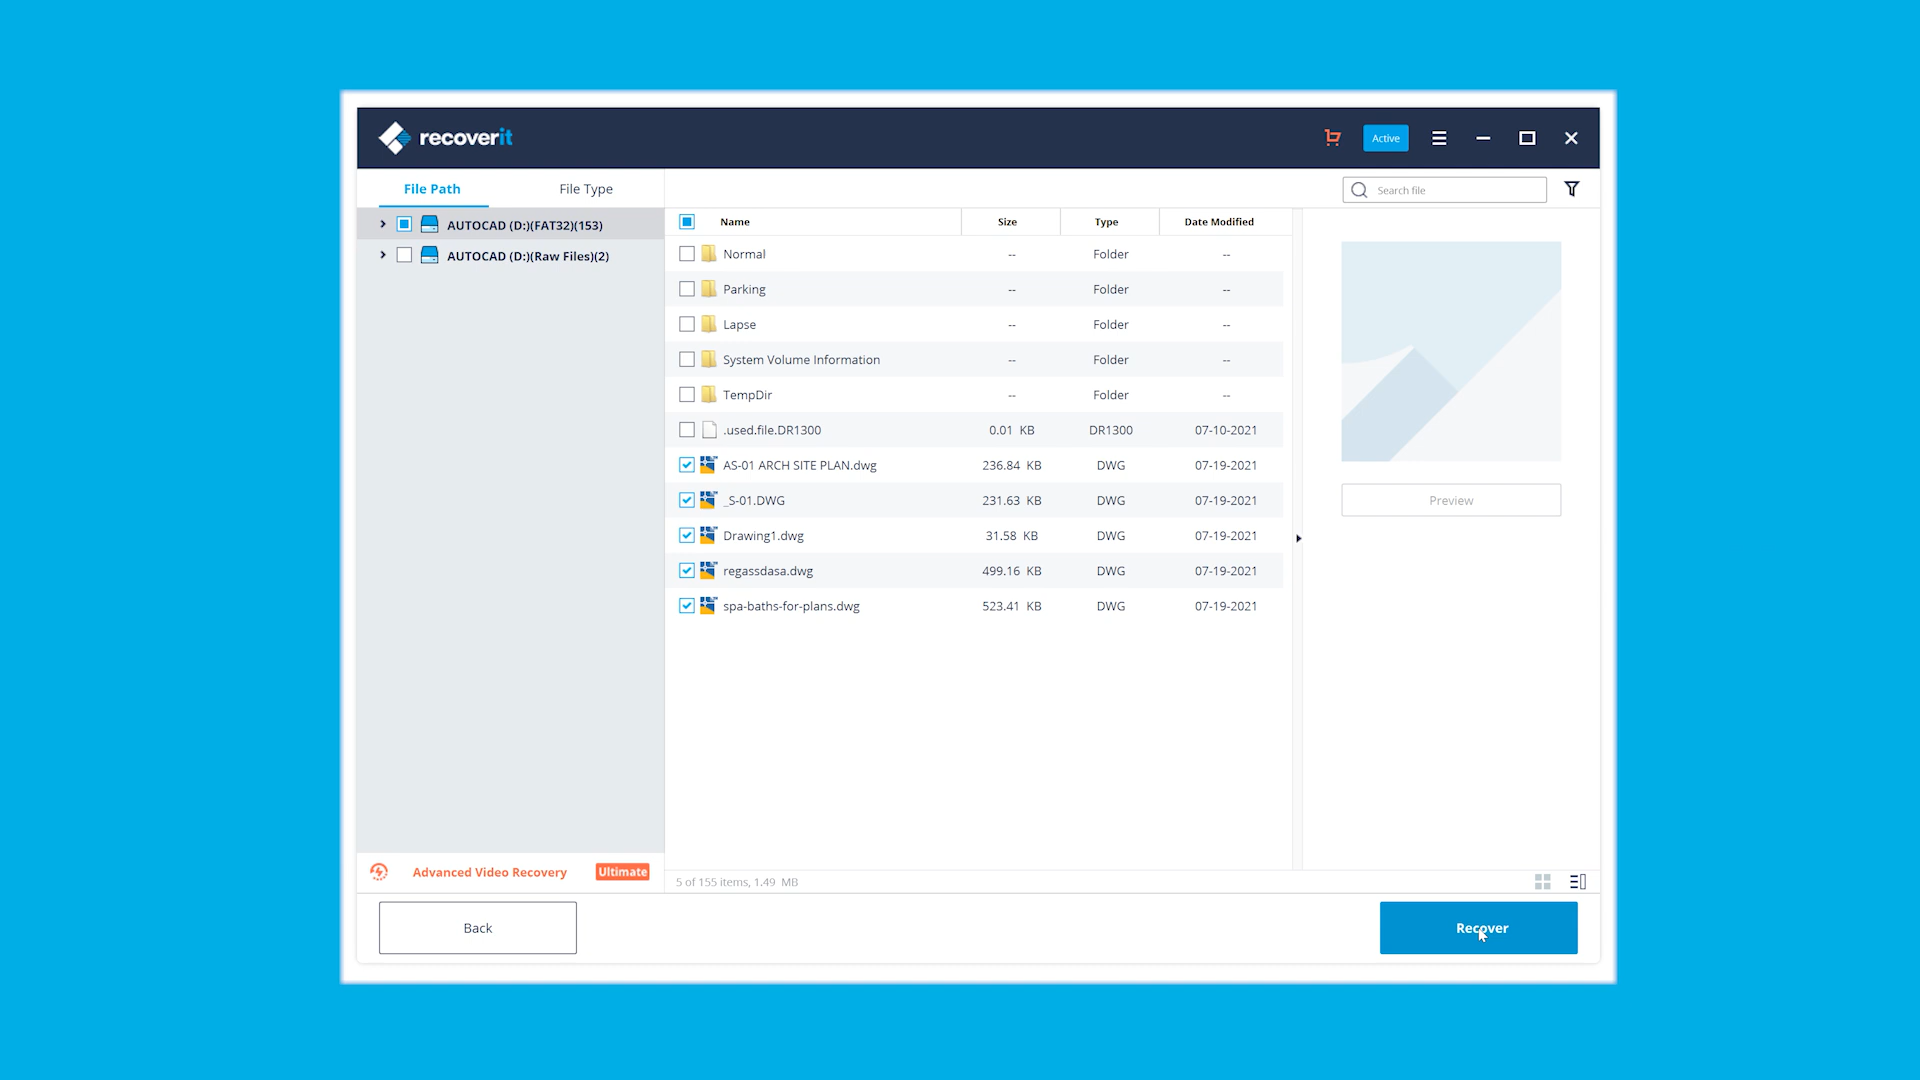 recoverit
Active
File Path
File Type
Search file
AUTOCAD (D:)(FAT32)(153)
AUTOCAD (D:)(Raw Files)(2)
Name Size Type Date Modified
Normal -- Folder --
Parking -- Folder --
Lapse -- Folder --
System Volume Information -- Folder --
TempDir -- Folder --
.used.file.DR1300 0.01 KB DR1300 07-10-2021
AS-01 ARCH SITE PLAN.dwg 236.84 KB DWG 07-19-2021
_S-01.DWG 231.63 KB DWG 07-19-2021
Drawing1.dwg 31.58 KB DWG 07-19-2021
regassdasa.dwg 499.16 KB DWG 07-19-2021
spa-baths-for-plans.dwg 523.41 KB DWG 07-19-2021
Preview
Advanced Video Recovery Ultimate
5 of 155 items, 1.49 MB
Back
Recover